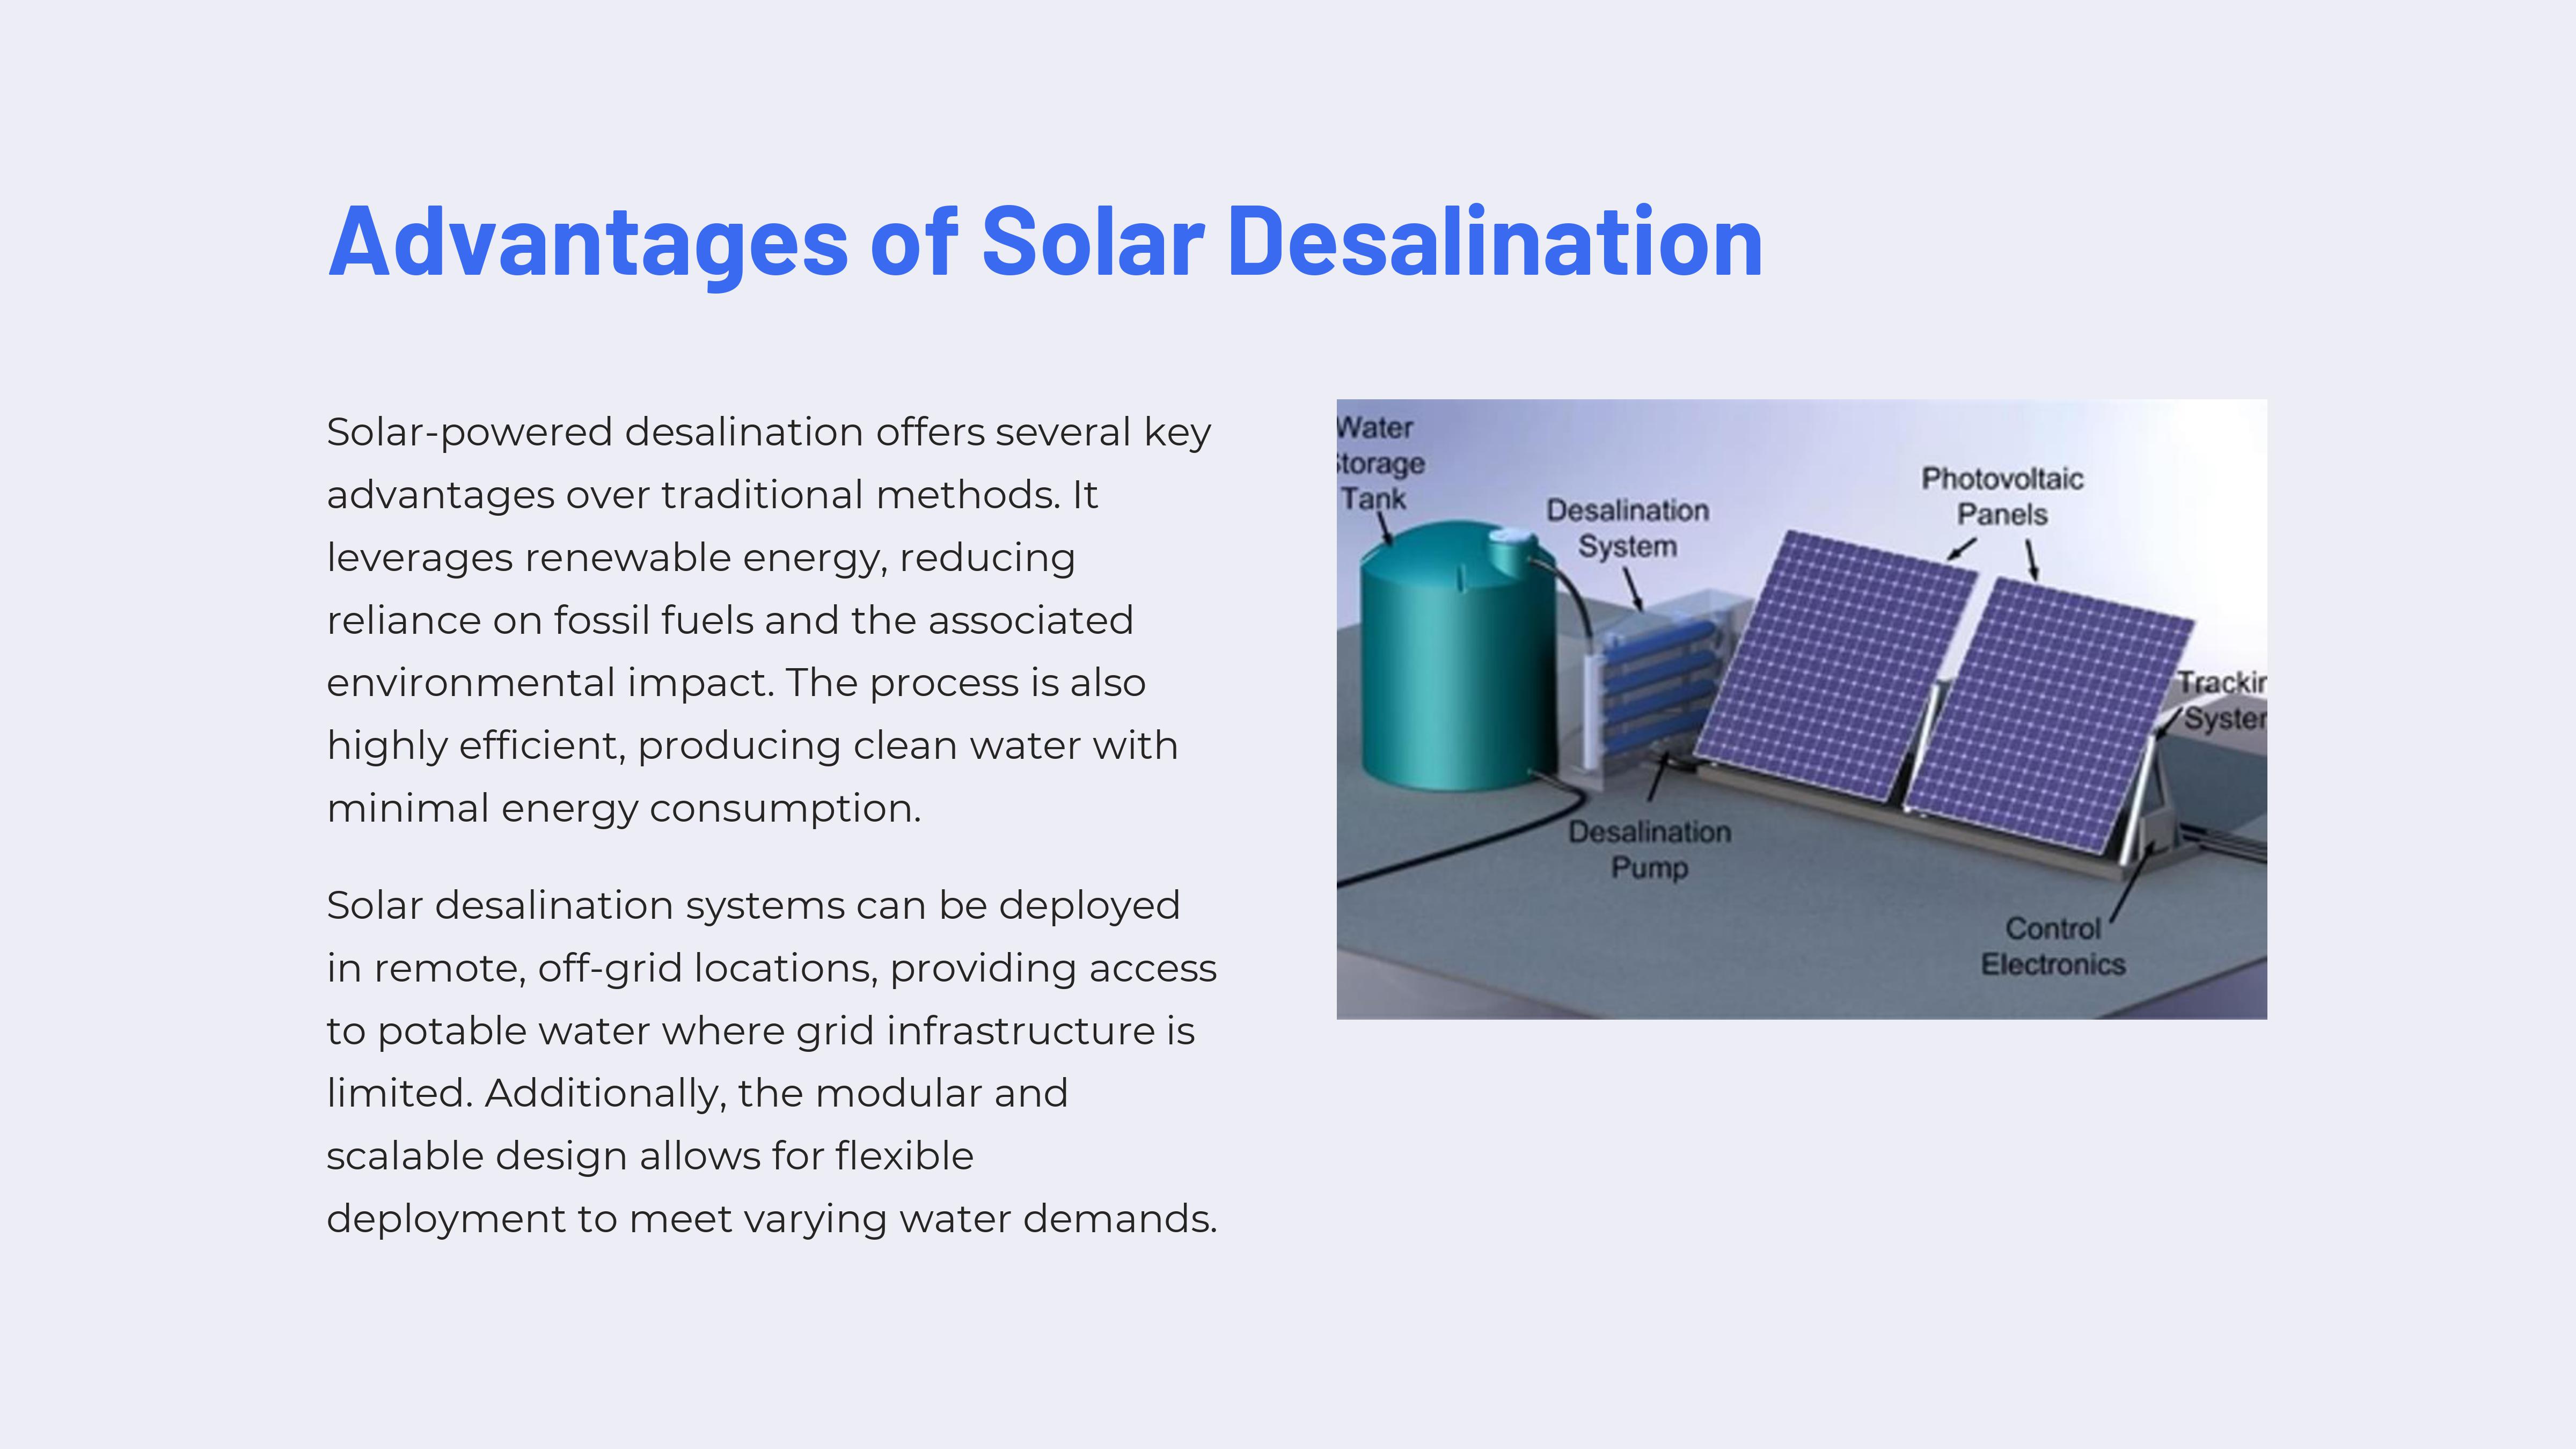 Advantages of Solar Desalination
Solar-powered desalination offers several key
advantages over traditional methods. It
leverages renewable energy, reducing
reliance on fossil fuels and the associated
environmental impact. The process is also
highly efficient, producing clean water with
minimal energy consumption.
Solar desalination systems can be deployed
in remote, off-grid locations, providing access
to potable water where grid infrastructure is
limited. Additionally, the modular and
scalable design allows for flexible
deployment to meet varying water demands.
Water
Storage
Tank
Desalination
System
Photovoltaic
Panels
Trackin
System
Desalination
Pump
Control
Electronics